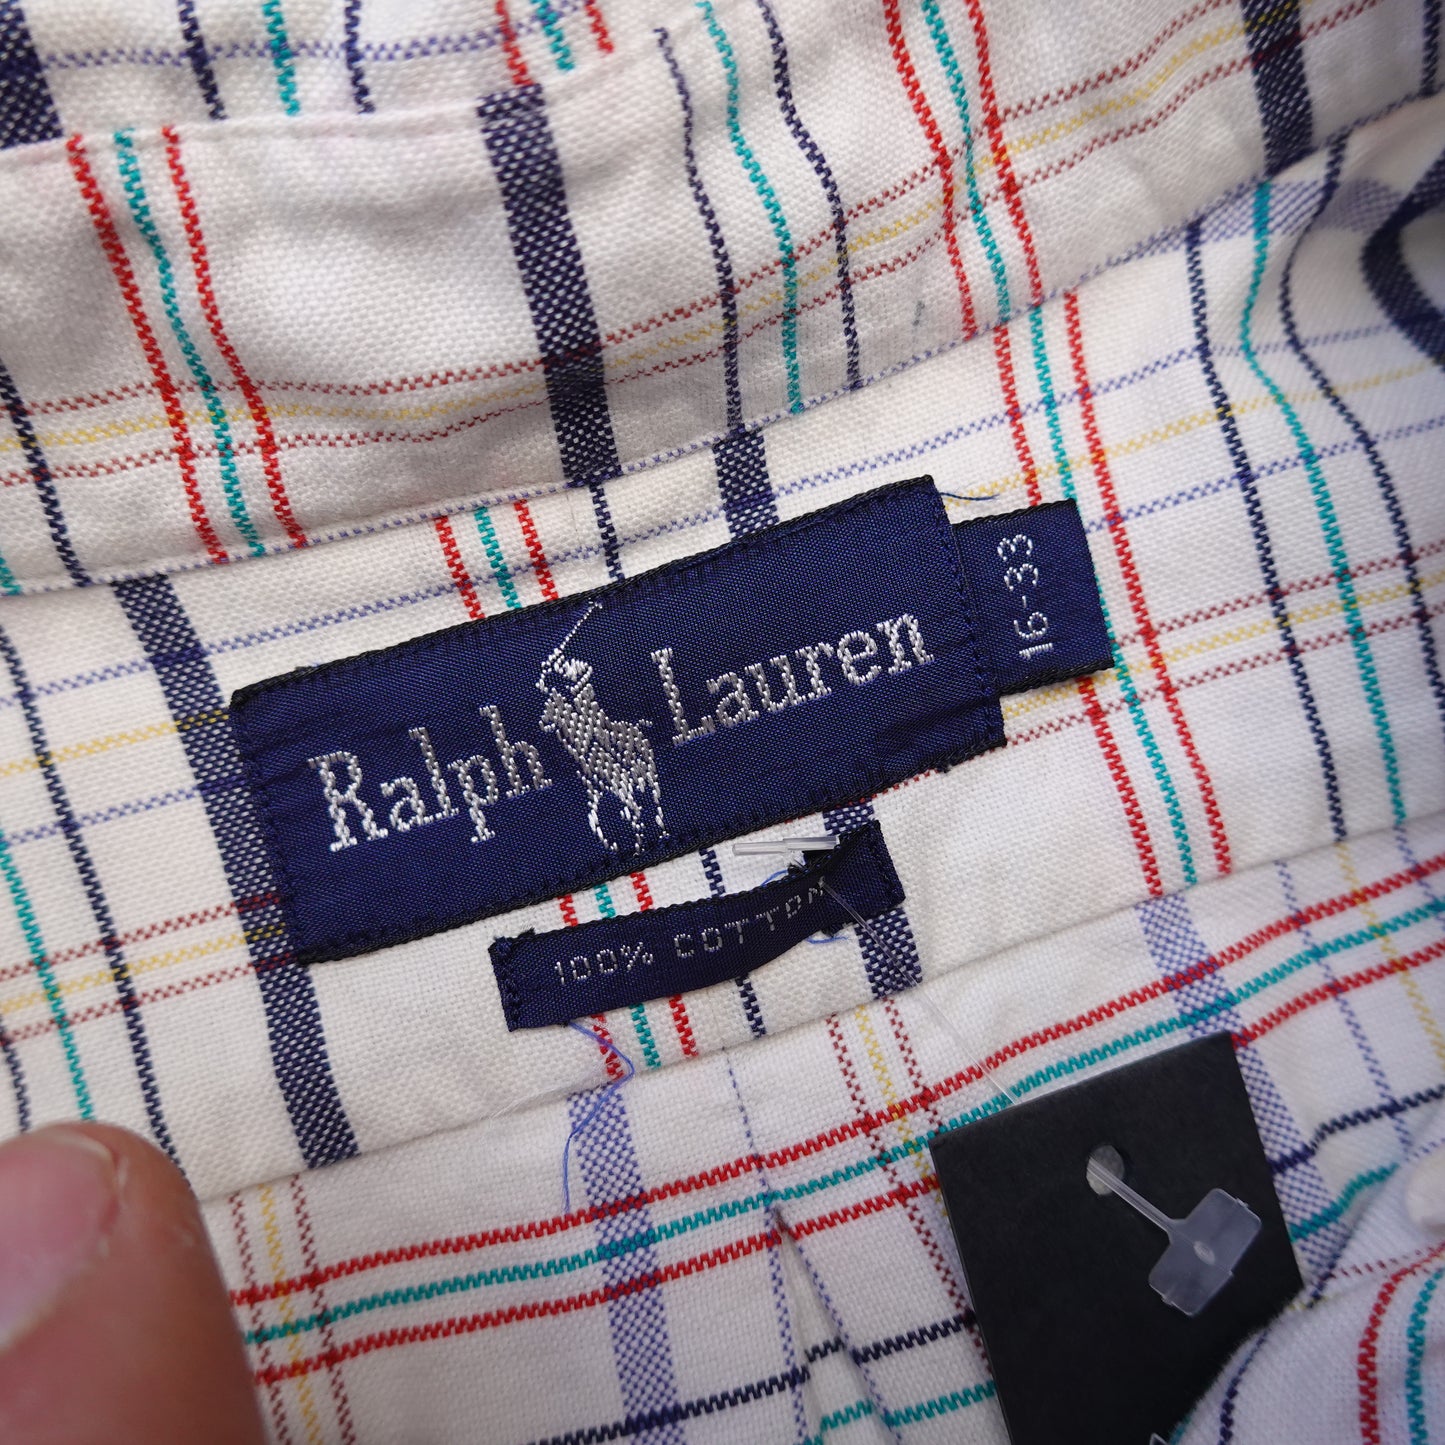 Ralph Lauren
16-33
100% COTTON